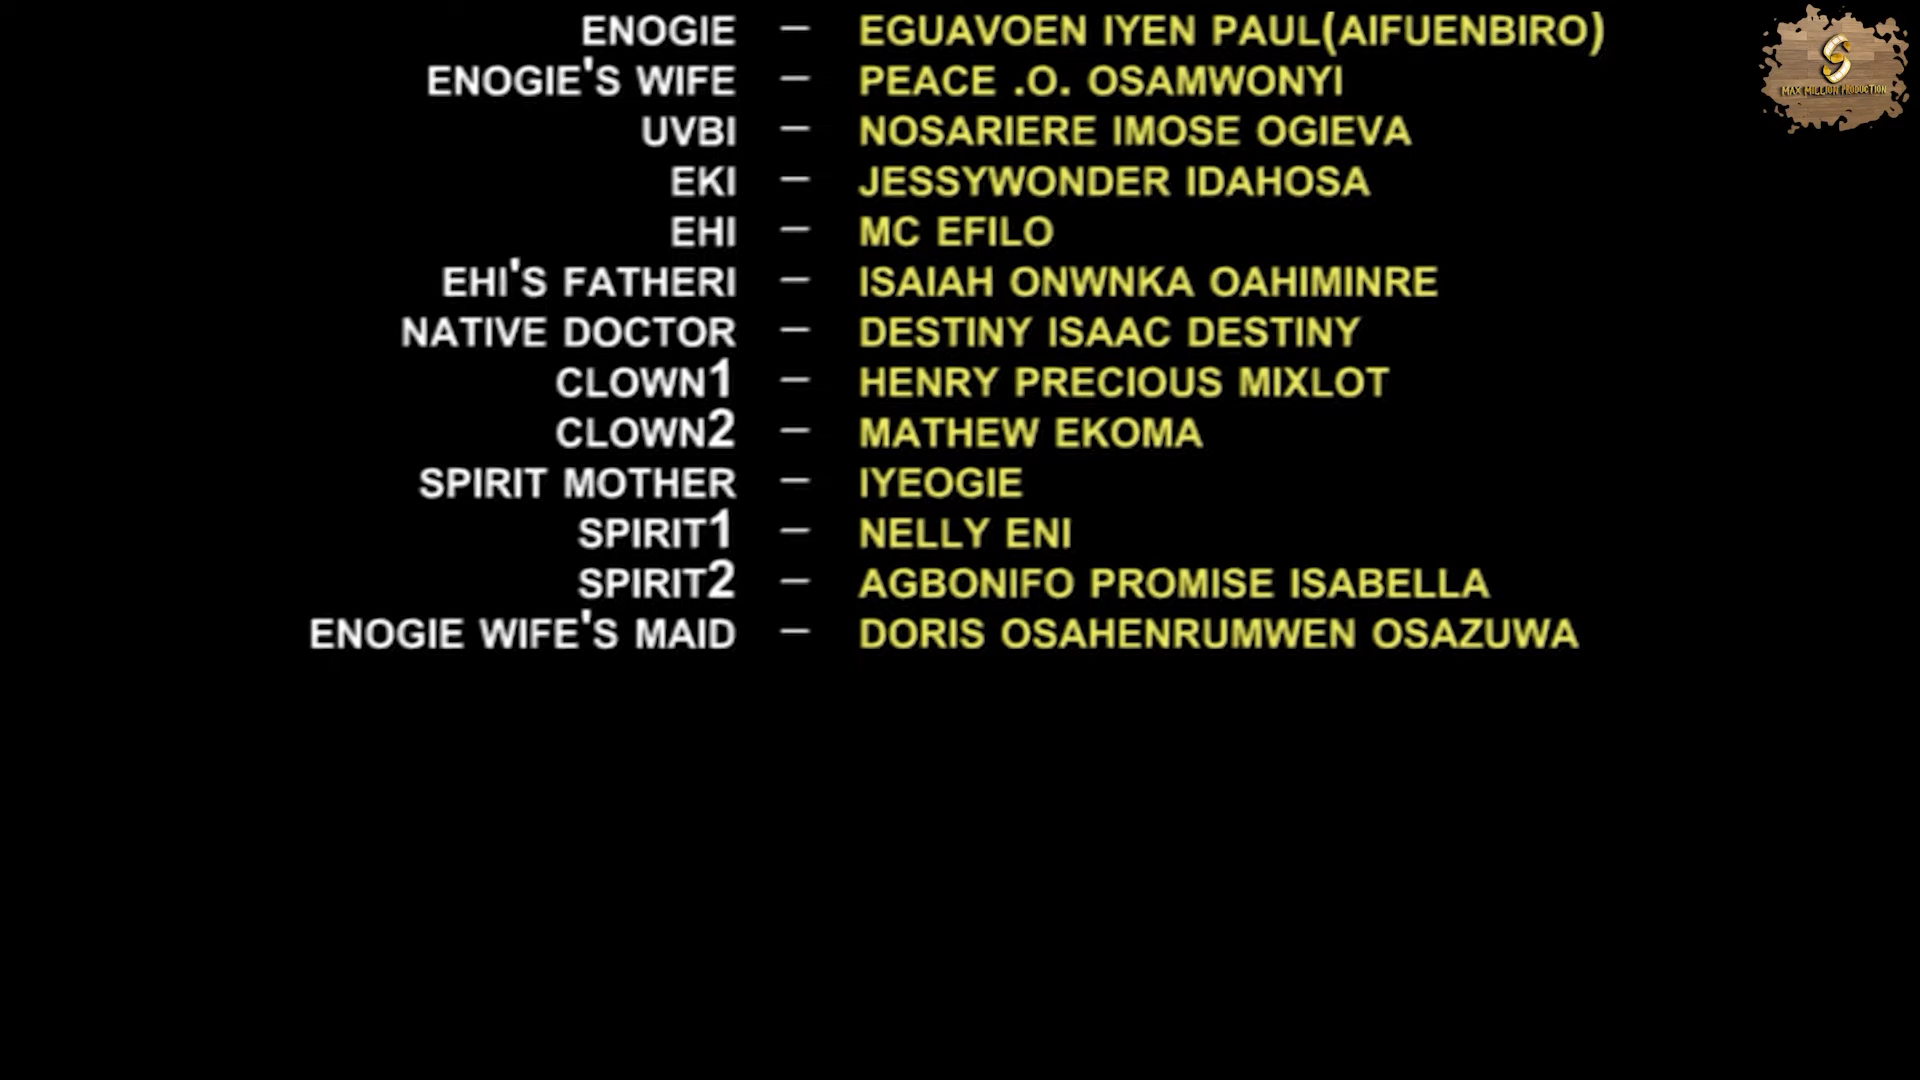 ENOGIE – EGUAVOEN IYEN PAUL(AIFUENBIRO)
ENOGIE'S WIFE – PEACE .O. OSAMWONYI
UVBI – NOSARIERE IMOSE OGIEVA
EKI – JESSYWONDER IDAHOSA
EHI – MC EFILO
EHI'S FATHERI – ISAIAH ONWNKA OAHIMINRE
NATIVE DOCTOR – DESTINY ISAAC DESTINY
CLOWN1 – HENRY PRECIOUS MIXLOT
CLOWN2 – MATHEW EKOMA
SPIRIT MOTHER – IYEOGIE
SPIRIT1 – NELLY ENI
SPIRIT2 – AGBONIFO PROMISE ISABELLA
ENOGIE WIFE'S MAID – DORIS OSAHENRUMWEN OSAZUWA
MAX MILLION PRODUCTION